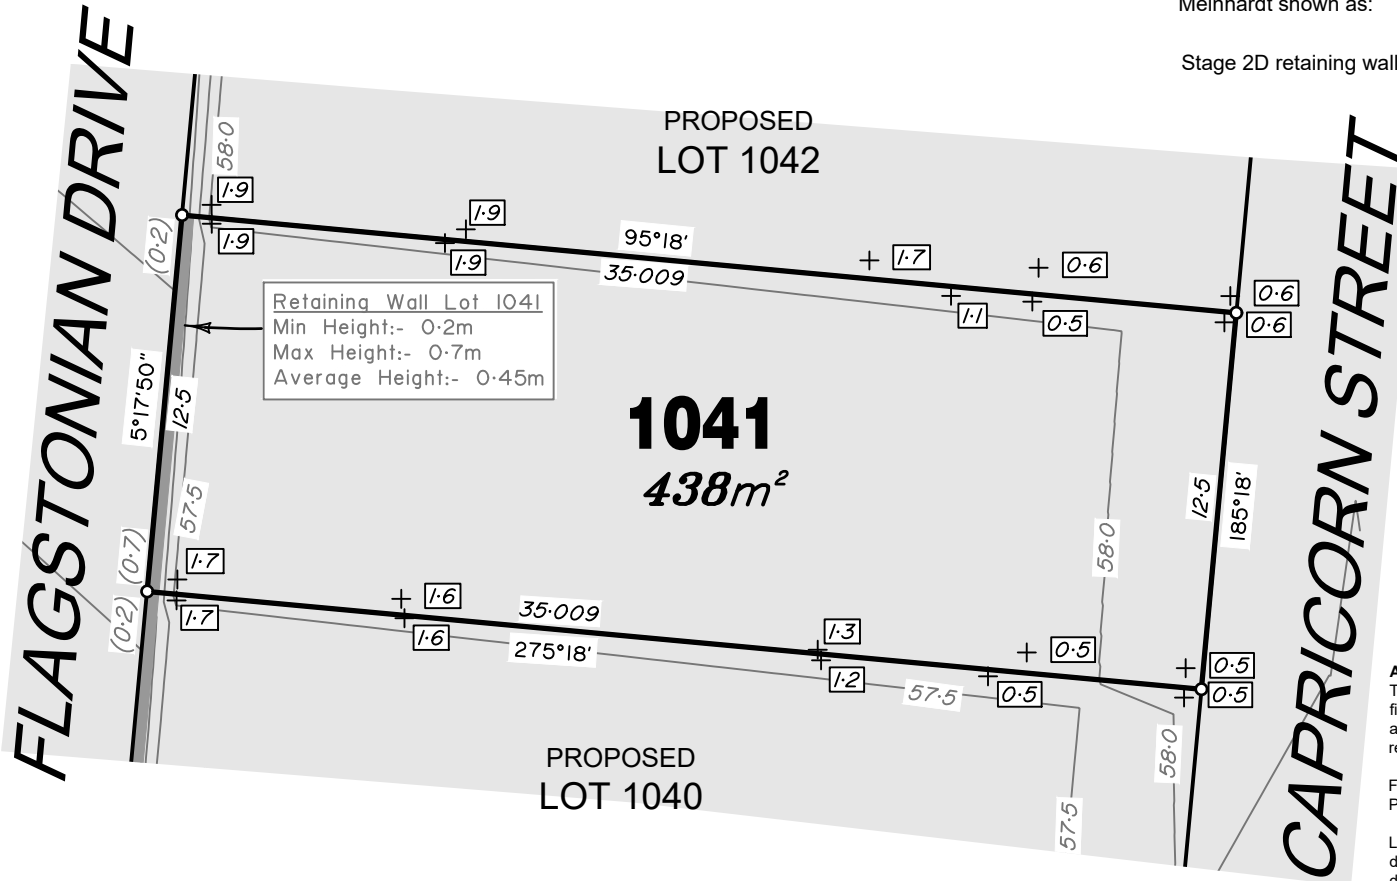 Meinhardt shown as:
Stage 2D retaining wall
FLAGSTONIAN DRIVE
CAPRICORN STREET
PROPOSED
LOT 1042
58·0
1·9
1·9
1·9
1·9
95°18'
35·009
1·7
0·6
1·1
0·5
0·6
0·6
(0·2)
Retaining Wall Lot 1041
Min Height:- 0·2m
Max Height:- 0·7m
Average Height:- 0·45m
5°17'50"
12·5
1041
438m²
12·5
185°18'
57·5
58·0
(0·7)
(0·2)
1·7
1·7
1·6
1·6
35·009
275°18'
1·3
1·2
0·5
0·5
0·5
0·5
57·5
58·0
57·5
PROPOSED
LOT 1040